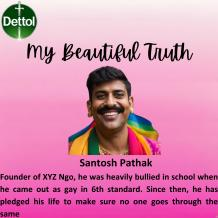 Dettol
My Beautiful Truth
Santosh Pathak
Founder of XYZ Ngo, he was heavily bullied in school when
he came out as gay in 6th standard. Since then, he has
pledged his life to make sure no one goes through the
same